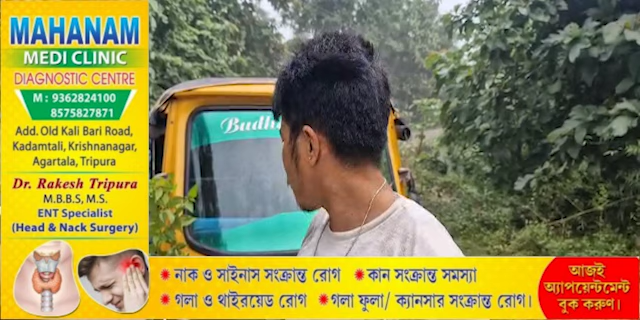 MAHANAM
MEDI CLINIC
DIAGNOSTIC CENTRE
M : 9362824100
8575827871
Add. Old Kali Bari Road,
Kadamtali, Krishnanagar,
Agartala, Tripura
Dr. Rakesh Tripura
M.B.B.S, M.S.
ENT Specialist
(Head & Nack Surgery)
Budh
নাক ও সাইনাস সংক্রান্ত রোগ
কান সংক্রান্ত সমস্যা
গলা ও থাইরয়েড রোগ
গলা ফুলা/ ক্যানসার সংক্রান্ত রোগ।
আজই
অ্যাপয়েন্টমেন্ট
বুক করুণ।